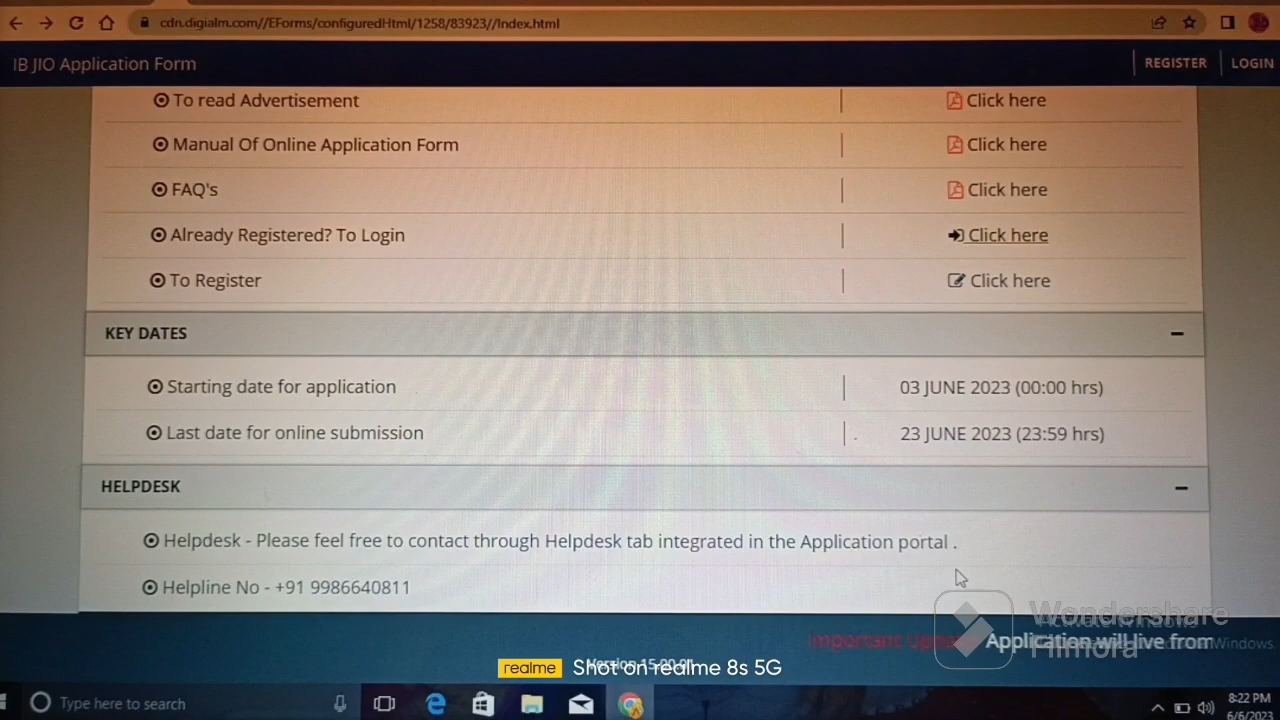 cdn.digialm.com//EForms/configuredHtml/1258/83923//Index.html
IB JIO Application Form
REGISTER
LOGIN
To read Advertisement
Click here
Manual Of Online Application Form
Click here
FAQ's
Click here
Already Registered? To Login
Click here
To Register
Click here
KEY DATES
Starting date for application
03 JUNE 2023 (00:00 hrs)
Last date for online submission
23 JUNE 2023 (23:59 hrs)
HELPDESK
Helpdesk - Please feel free to contact through Helpdesk tab integrated in the Application portal .
Helpline No - +91 9986640811
Wondershare
Filmora
Important
Application will live from
Windows.
Version
realme Shot on realme 8s 5G
Type here to search
8:22 PM
6/6/2023